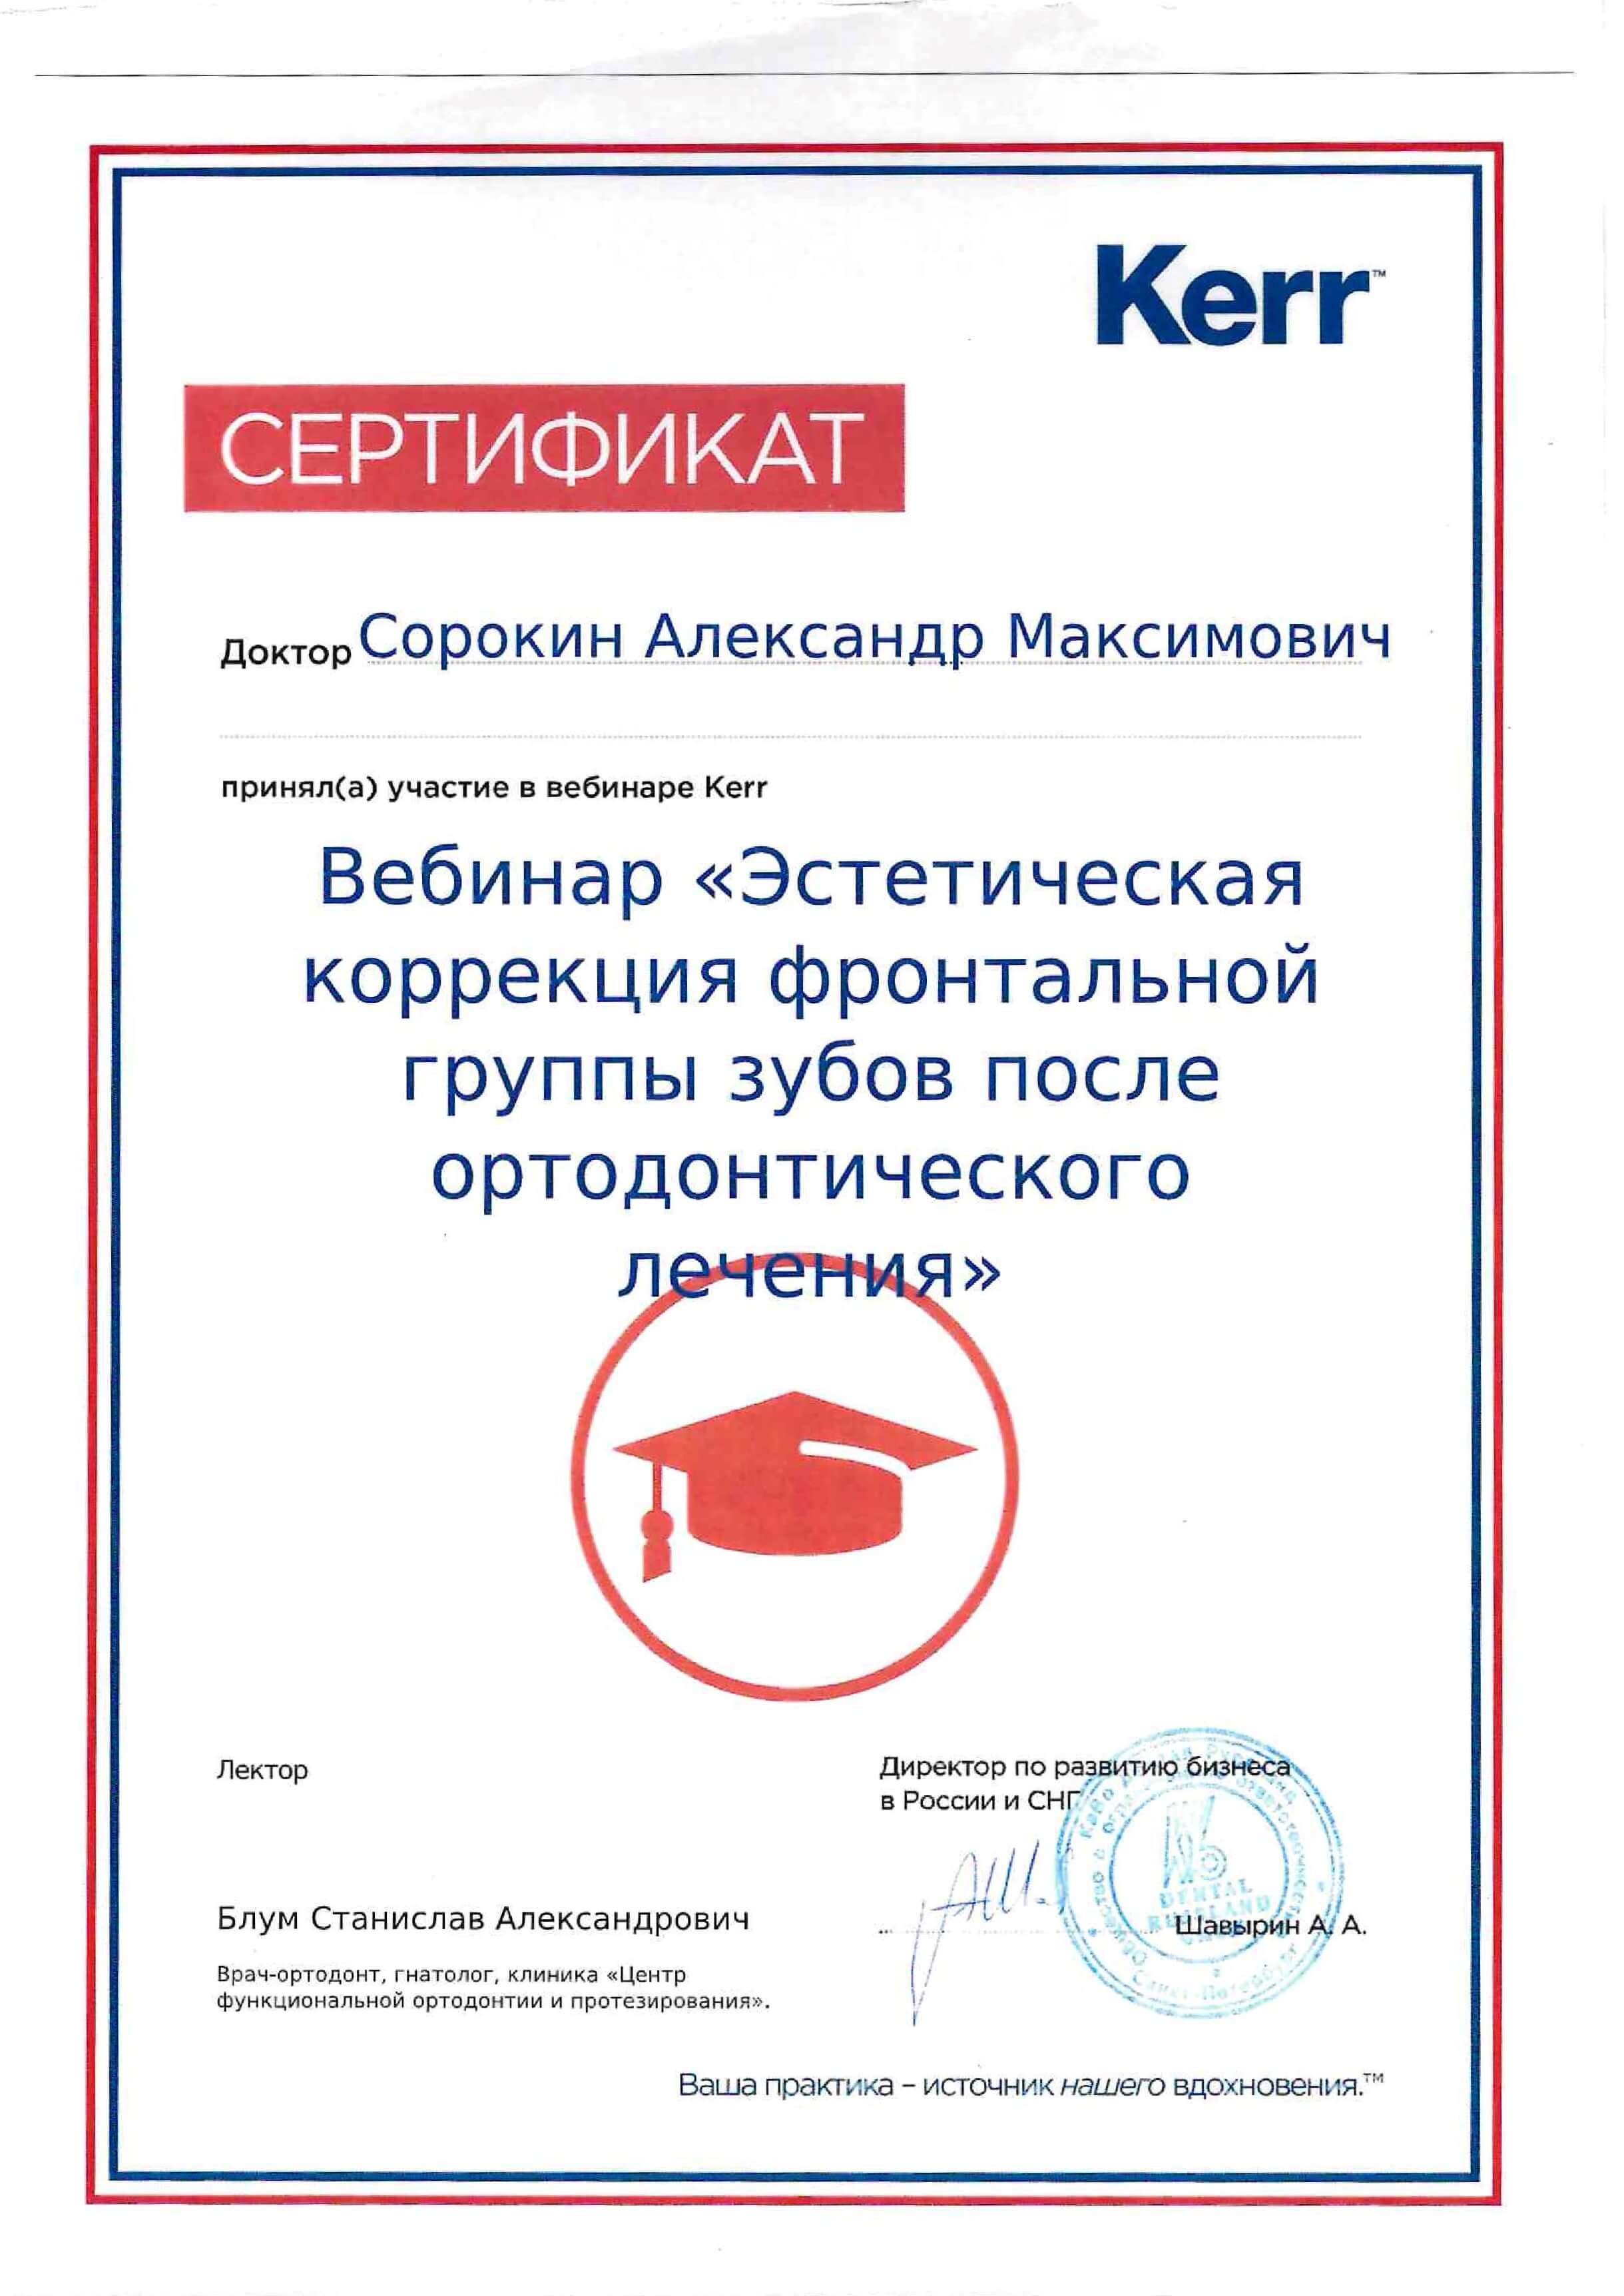 Kerr™
СЕРТИФИКАТ
Доктор Сорокин Александр Максимович
принял(а) участие в вебинаре Kerr
Вебинар «Эстетическая
коррекция фронтальной
группы зубов после
ортодонтического
лечения»
Лектор
Директор по развитию бизнеса
в России и СНГ
DENTAL
RUSSLAND
Блум Станислав Александрович
Шавырин А. А.
Врач-ортодонт, гнатолог, клиника «Центр
функциональной ортодонтии и протезирования».
Ваша практика – источник нашего вдохновения.™